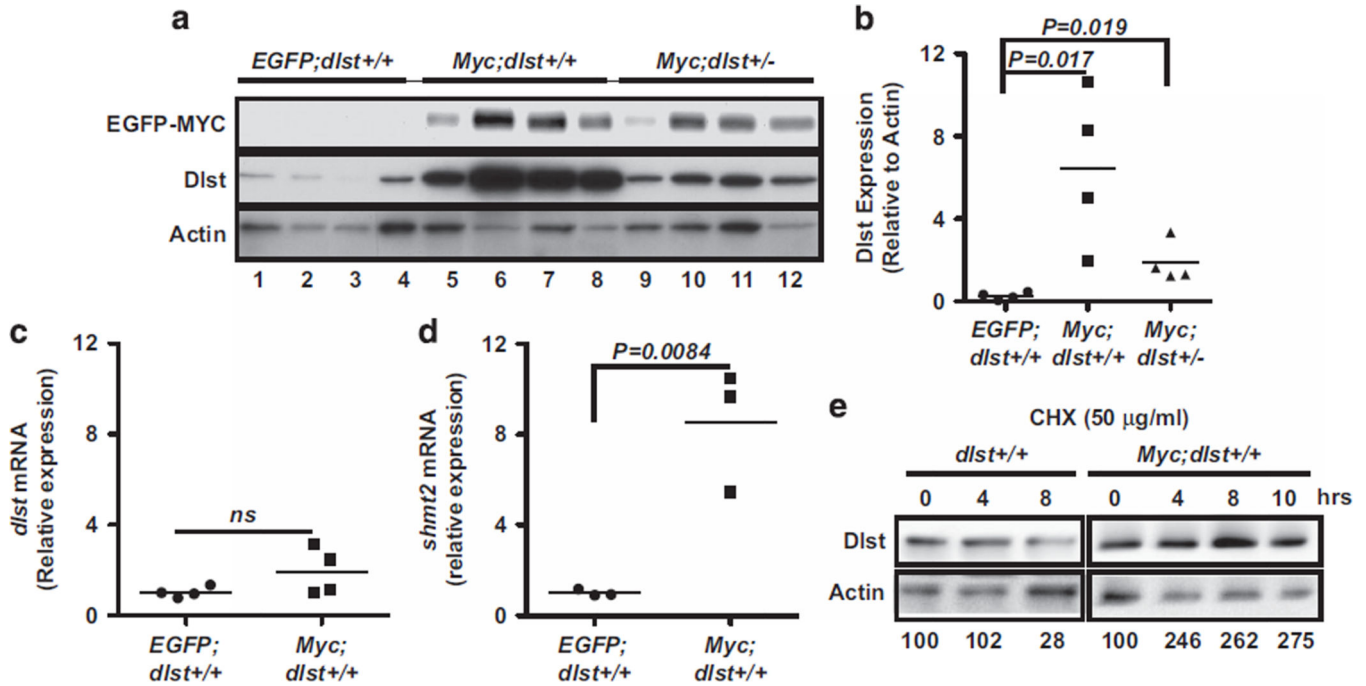 a
EGFP;dlst+/+ Myc;dlst+/+ Myc;dlst+/-
EGFP-MYC
Dlst
Actin
1 2 3 4 5 6 7 8 9 10 11 12
b
P=0.019
P=0.017
Dlst Expression
(Relative to Actin)
12
8
4
0
EGFP; Myc; Myc;
dlst+/+ dlst+/+ dlst+/-
c
dlst mRNA
(Relative expression)
12
8
4
0
ns
EGFP; Myc;
dlst+/+ dlst+/+
d
shmt2 mRNA
(relative expression)
12
8
4
0
P=0.0084
EGFP; Myc;
dlst+/+ dlst+/+
e
CHX (50 μg/ml)
dlst+/+ Myc;dlst+/+
0 4 8 0 4 8 10 hrs
Dlst
Actin
100 102 28 100 246 262 275